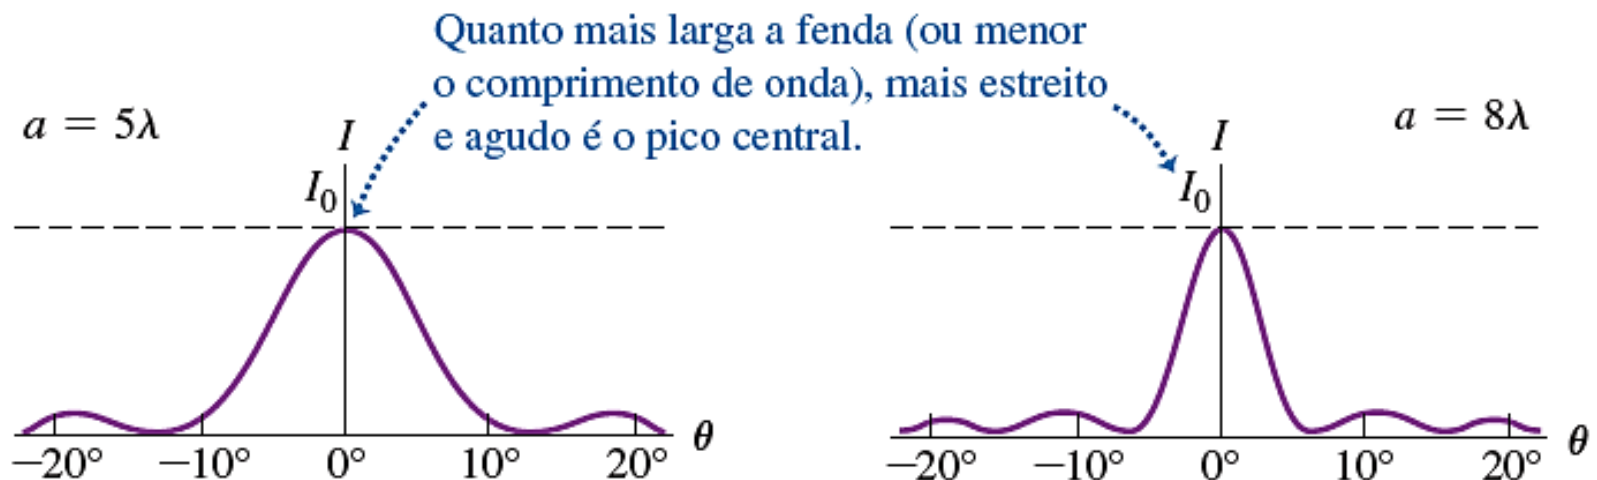 Quanto mais larga a fenda (ou menor
o comprimento de onda), mais estreito
e agudo é o pico central.
a = 5λ
I
I₀
−20° −10° 0° 10° 20° θ
a = 8λ
I
I₀
−20° −10° 0° 10° 20° θ